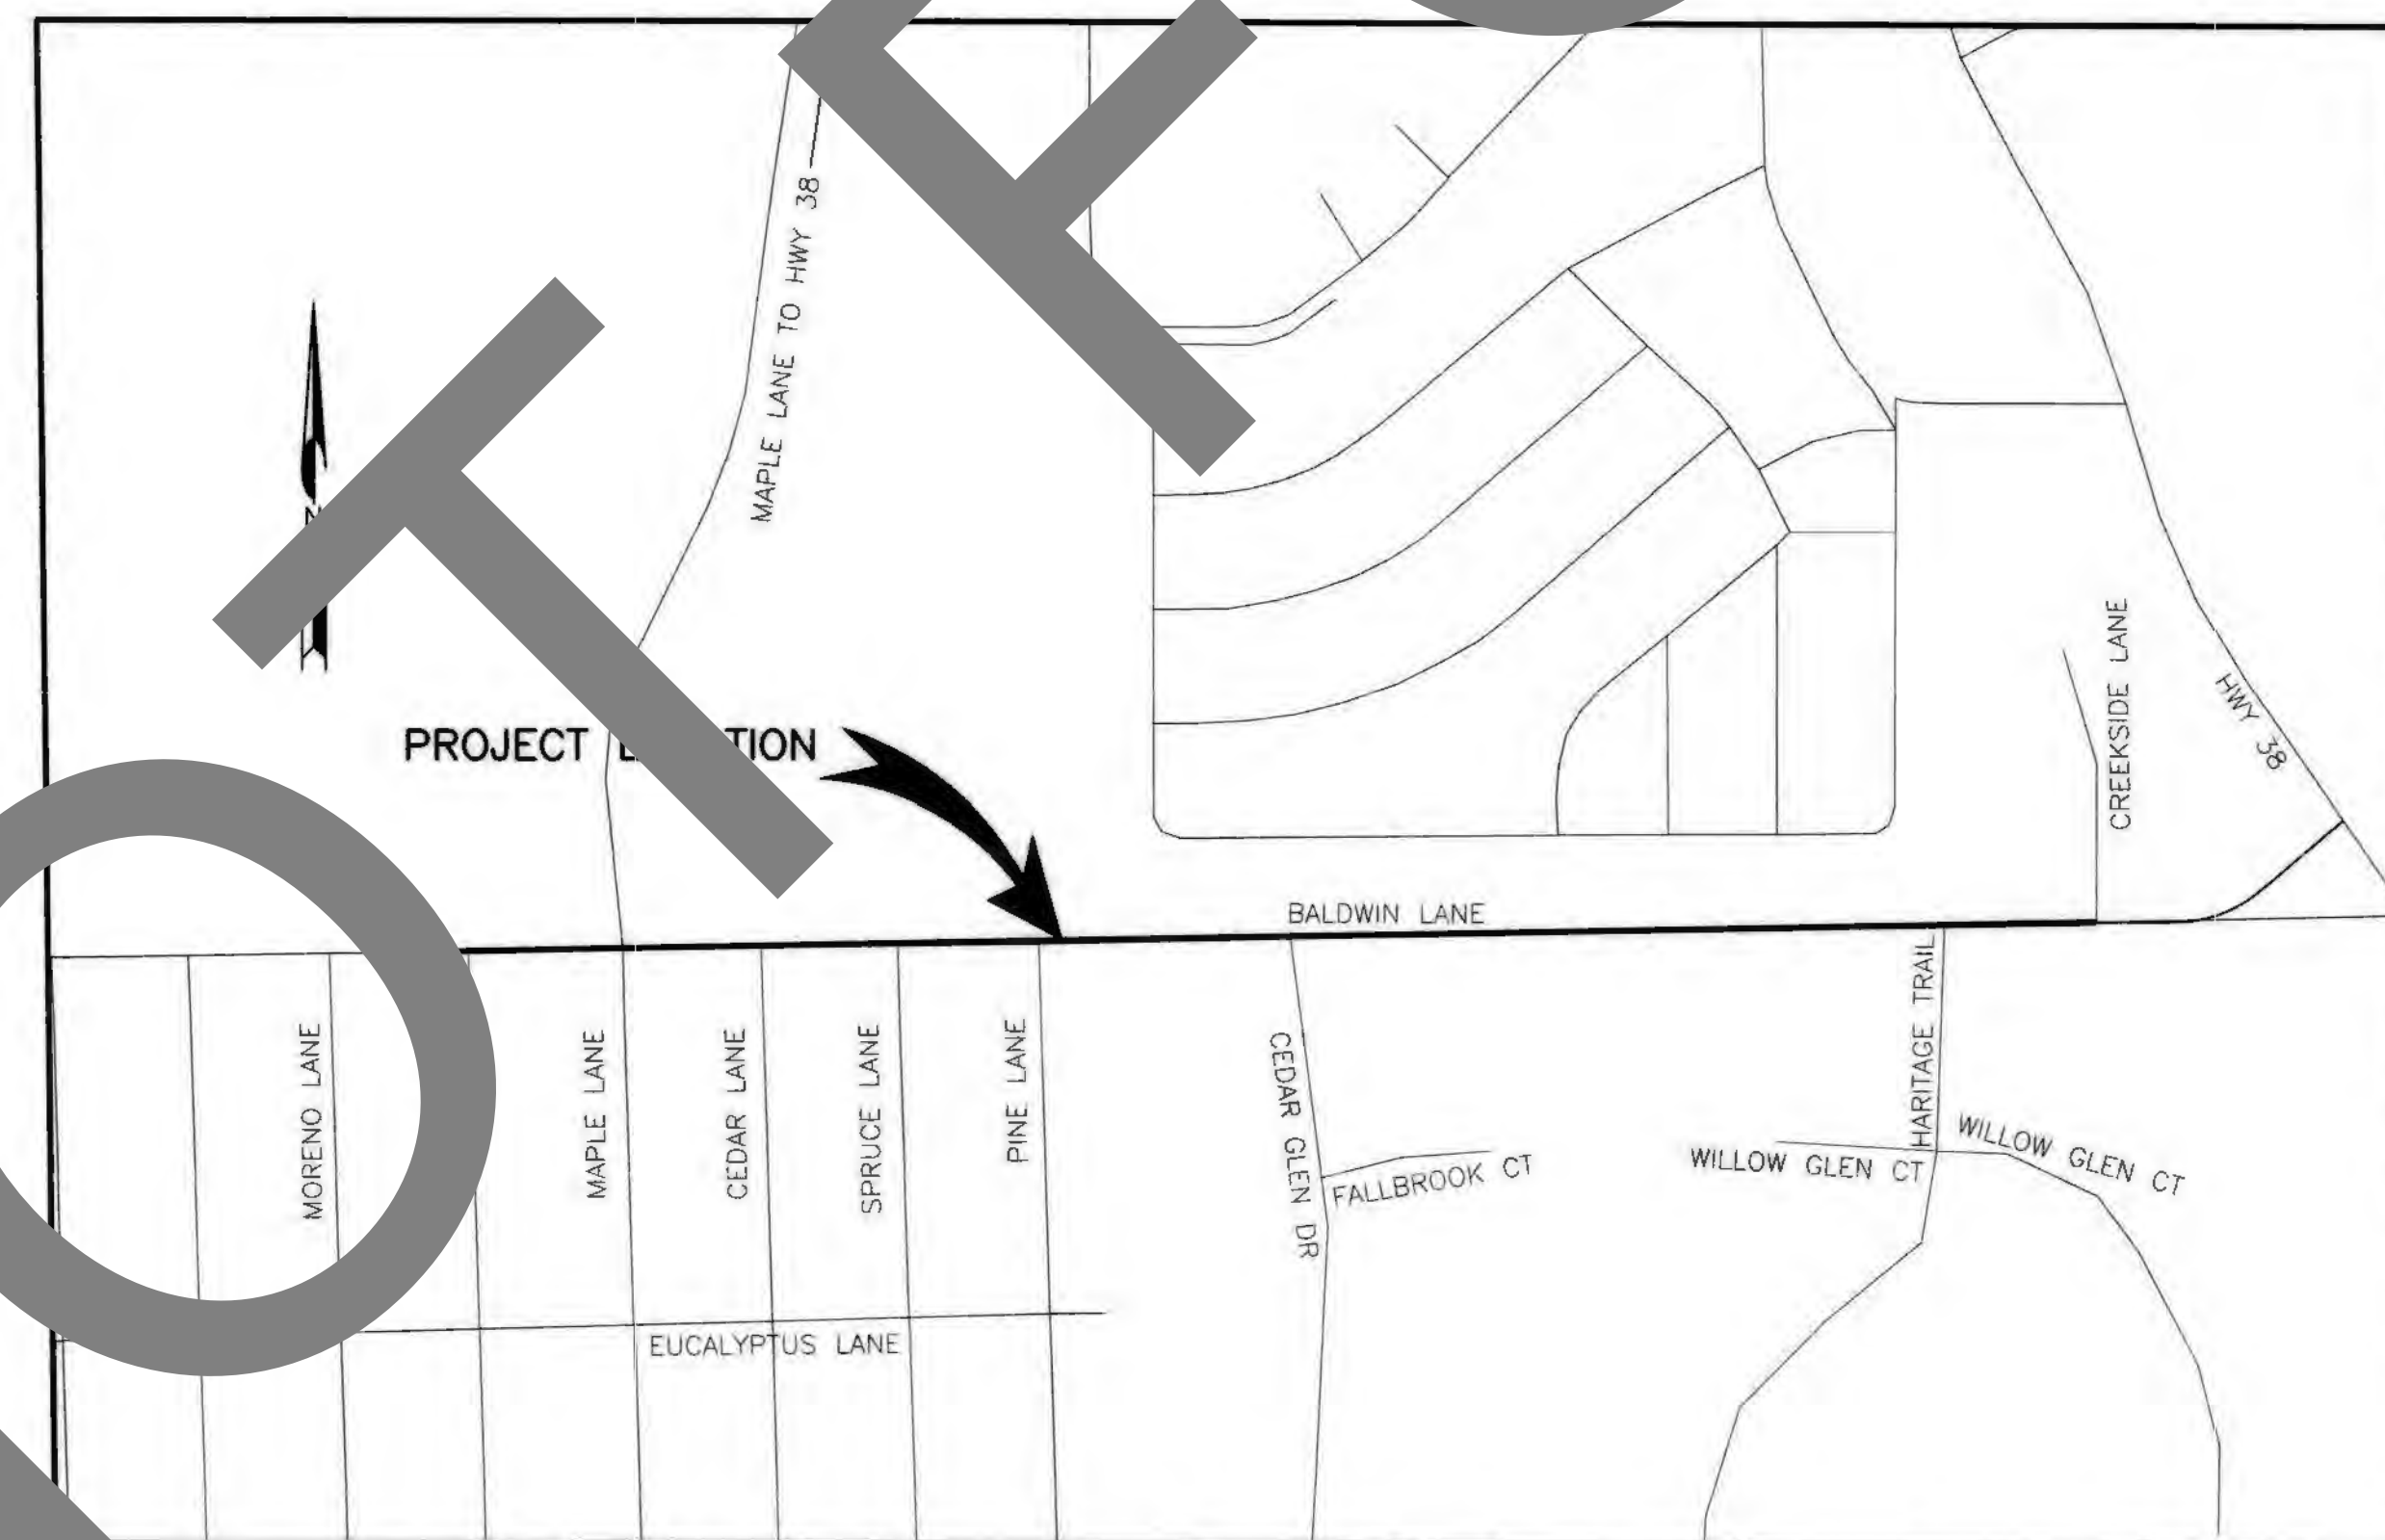 MAPLE LANE TO HWY 38
N
CREEKSIDE LANE
HWY 38
PROJECT
BALDWIN LANE
MORENO LANE
MAPLE LANE
CEDAR LANE
SPRUCE LANE
PINE LANE
CEDAR GLEN DR
FALLBROOK CT
HARITAGE TRAIL
WILLOW GLEN CT
WILLOW GLEN CT
EUCALYPTUS LANE